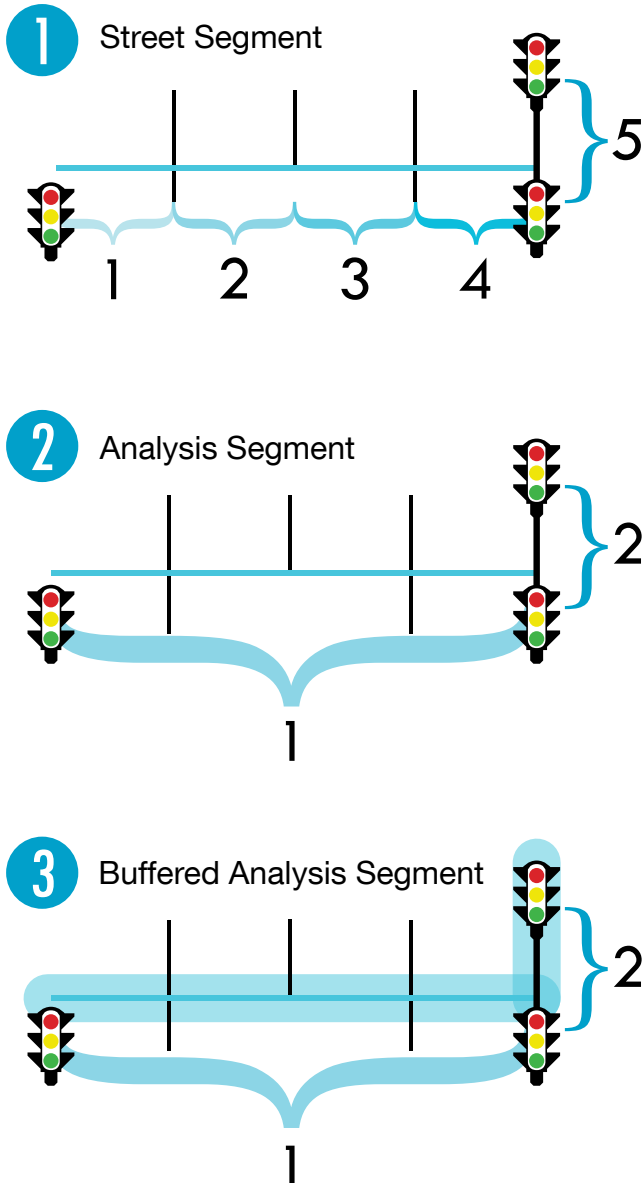 1 Street Segment
5
1 2 3 4
2 Analysis Segment
2
1
3 Buffered Analysis Segment
2
1